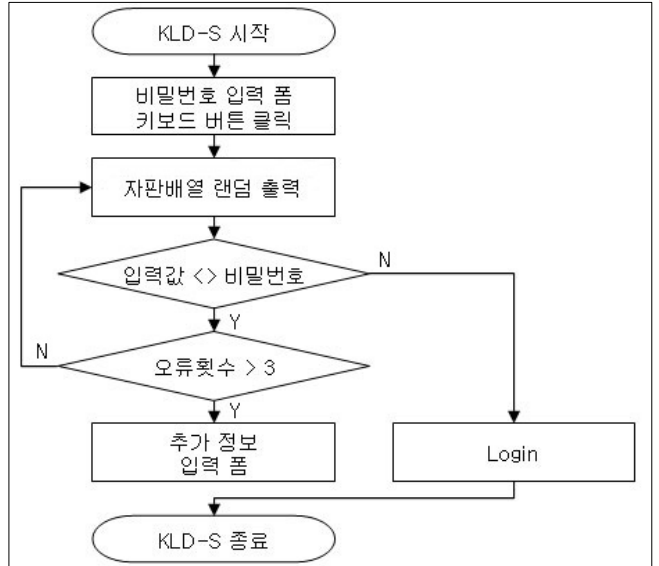 KLD-S 시작
비밀번호 입력 폼
키보드 버튼 클릭
자판배열 랜덤 출력
입력값 <> 비밀번호
N
Y
오류횟수 > 3
N
Y
추가 정보
입력 폼
Login
KLD-S 종료